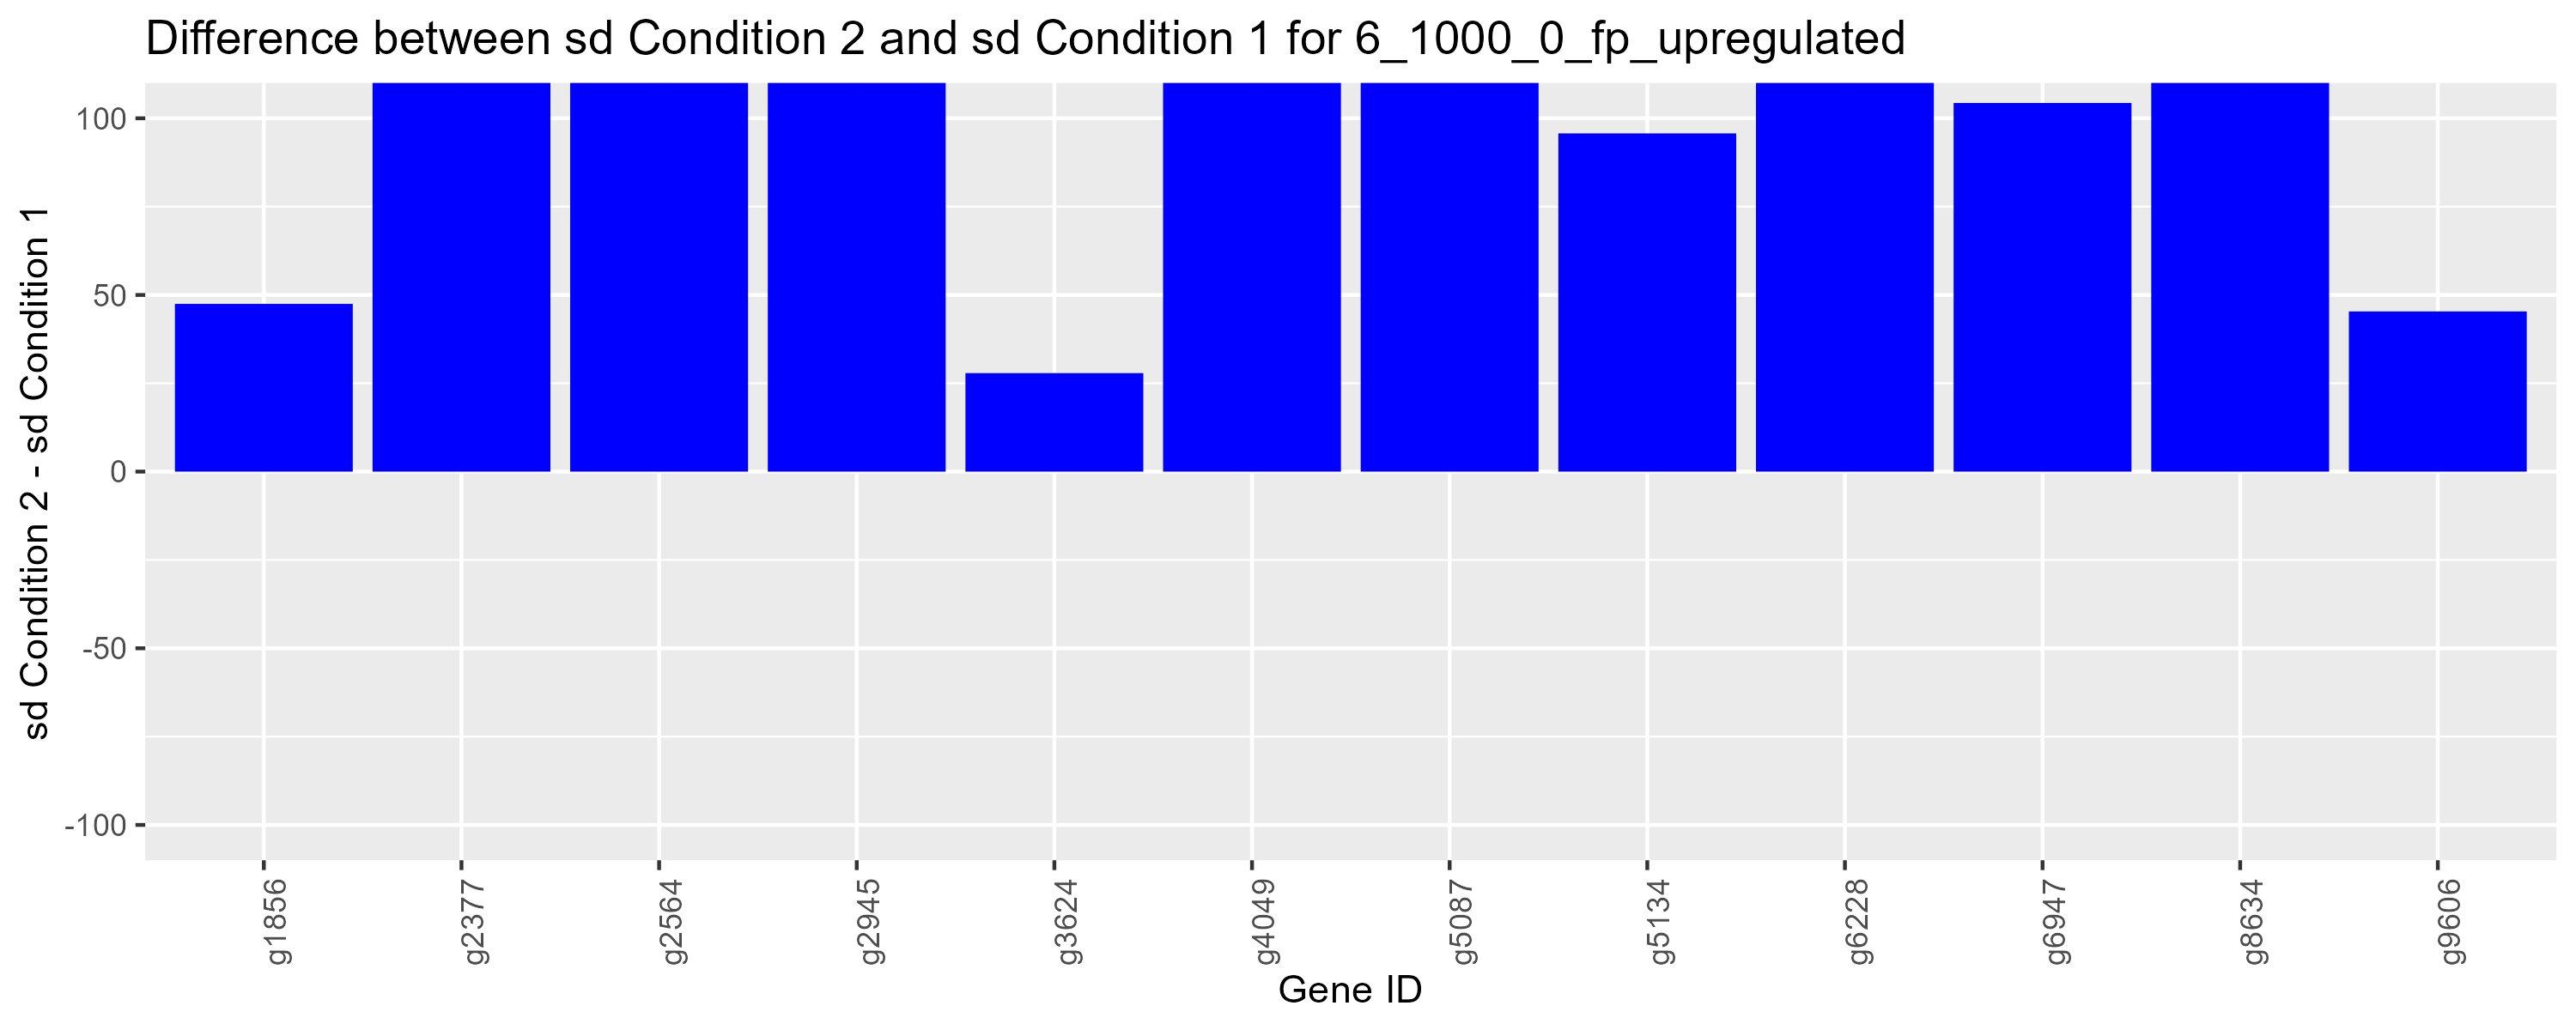 Difference between sd Condition 2 and sd Condition 1 for 6_1000_0_fp_upregulated
sd Condition 2 - sd Condition 1
100
50
0
-50
-100
g1856
g2377
g2564
g2945
g3624
g4049
g5087
g5134
g6228
g6947
g8634
g9606
Gene ID